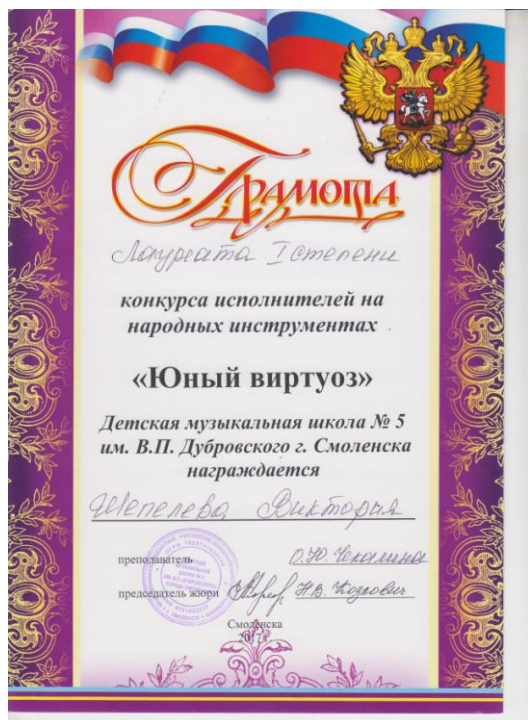 Грамота
Лауреата I степени
конкурса исполнителей на
народных инструментах
«Юный виртуоз»
Детская музыкальная школа № 5
им. В.П. Дубровского г. Смоленска
награждается
Шепелева Виктория
преподаватель О.Ю. Чекалина
председатель жюри Н.В. Козлович
Смоленска